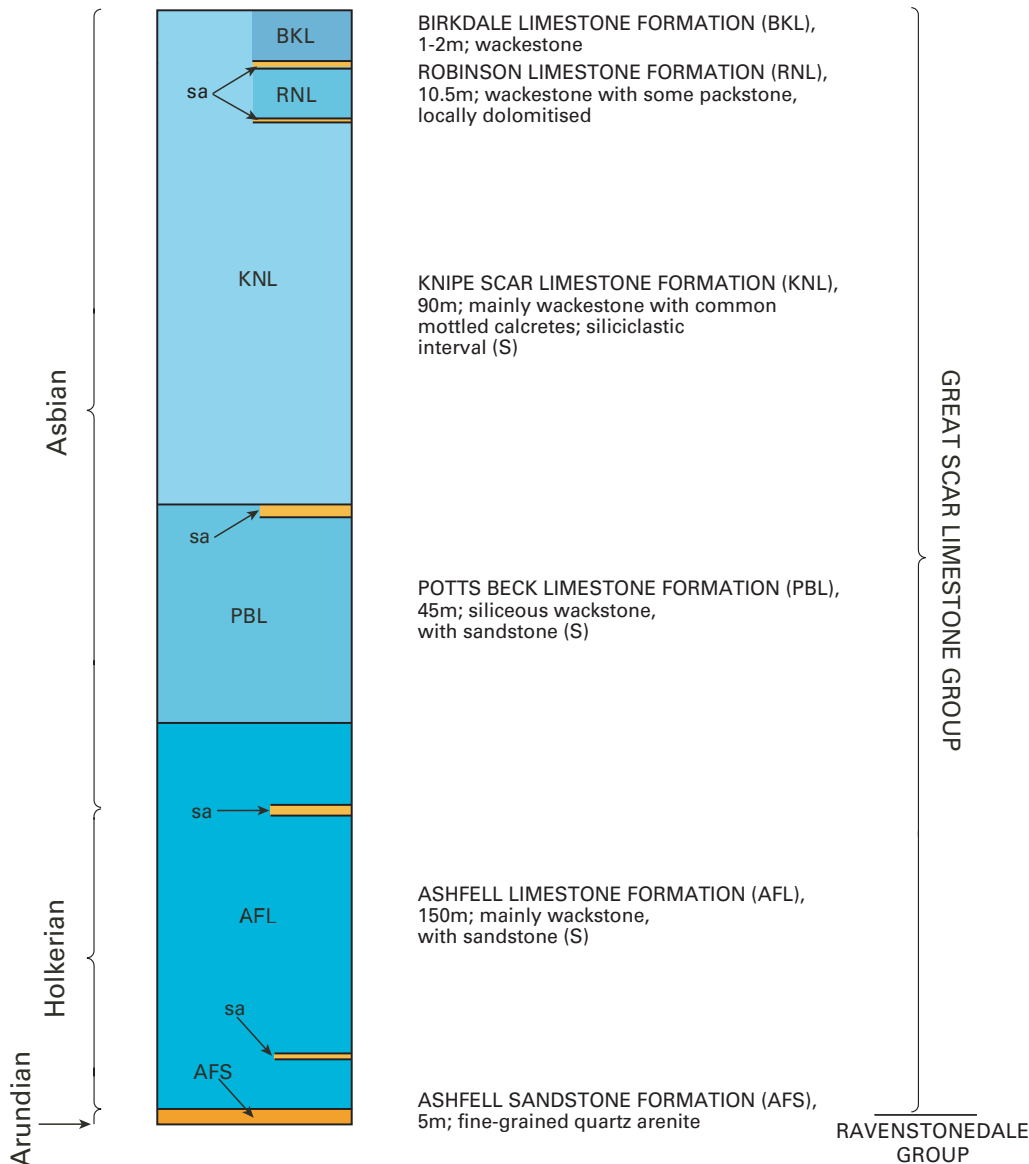 BKL
sa
RNL
KNL
sa
PBL
sa
AFL
sa
AFS
BIRKDALE LIMESTONE FORMATION (BKL),
1-2m; wackestone
ROBINSON LIMESTONE FORMATION (RNL),
10.5m; wackestone with some packstone,
locally dolomitised
KNIPE SCAR LIMESTONE FORMATION (KNL),
90m; mainly wackestone with common
mottled calcretes; siliciclastic
interval (S)
POTTS BECK LIMESTONE FORMATION (PBL),
45m; siliceous wackstone,
with sandstone (S)
ASHFELL LIMESTONE FORMATION (AFL),
150m; mainly wackstone,
with sandstone (S)
ASHFELL SANDSTONE FORMATION (AFS),
5m; fine-grained quartz arenite
Asbian
Holkerian
Arundian
GREAT SCAR LIMESTONE GROUP
RAVENSTONEDALE
GROUP